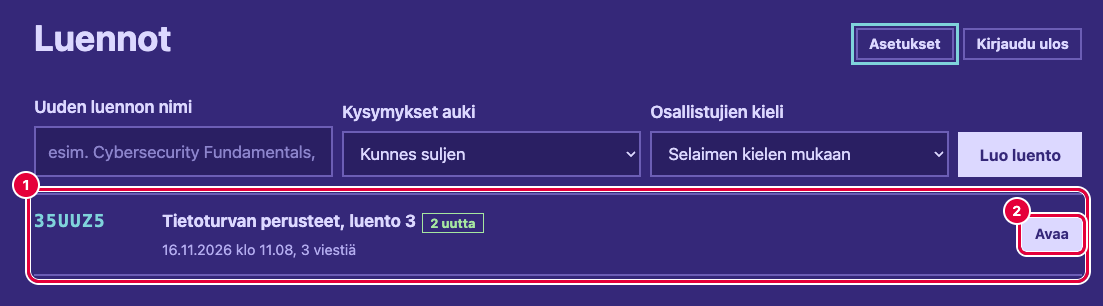 Luennot
Asetukset
Kirjaudu ulos
Uuden luennon nimi
Kysymykset auki
Osallistujien kieli
esim. Cybersecurity Fundamentals,
Kunnes suljen
Selaimen kielen mukaan
Luo luento
1
35UUZ5
Tietoturvan perusteet, luento 3
2 uutta
2
Avaa
16.11.2026 klo 11.08, 3 viestiä